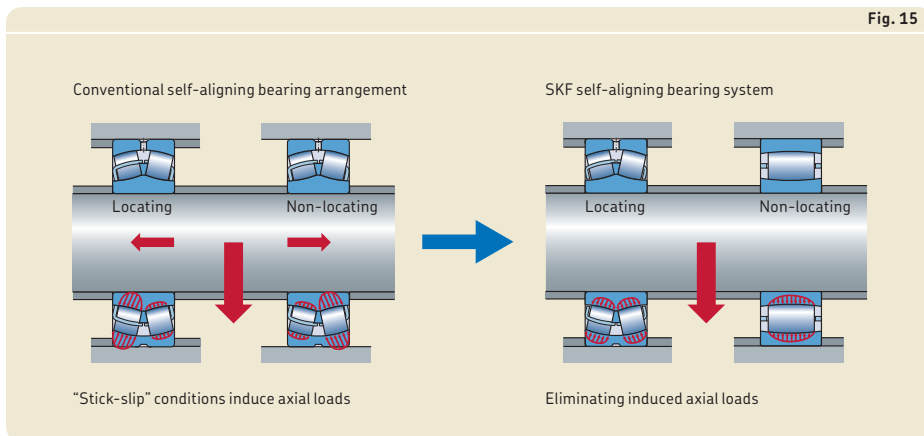 Fig. 15
Conventional self-aligning bearing arrangement
SKF self-aligning bearing system
Locating
Non-locating
Locating
Non-locating
“Stick-slip” conditions induce axial loads
Eliminating induced axial loads